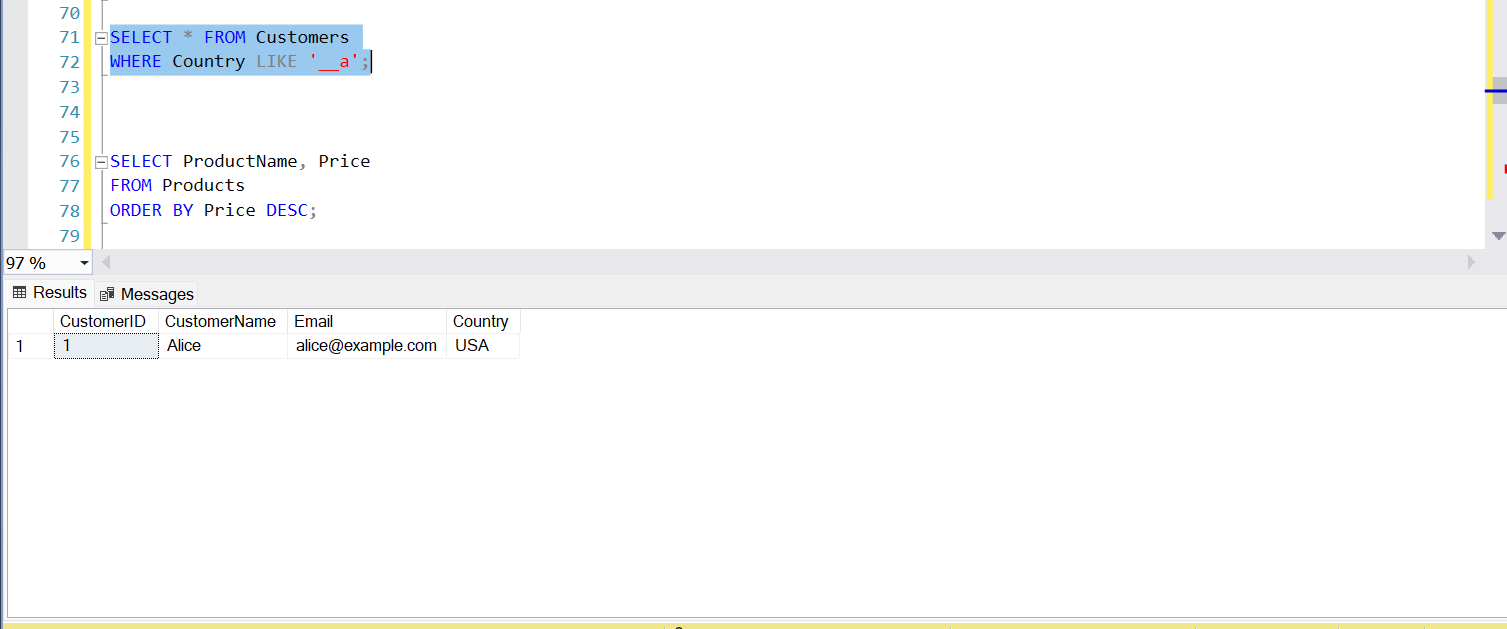 70
71 SELECT * FROM Customers
72 WHERE Country LIKE '__a';
73
74
75
76 SELECT ProductName, Price
77 FROM Products
78 ORDER BY Price DESC;
79
97 %
Results Messages
CustomerID CustomerName Email Country
1 1 Alice alice@example.com USA